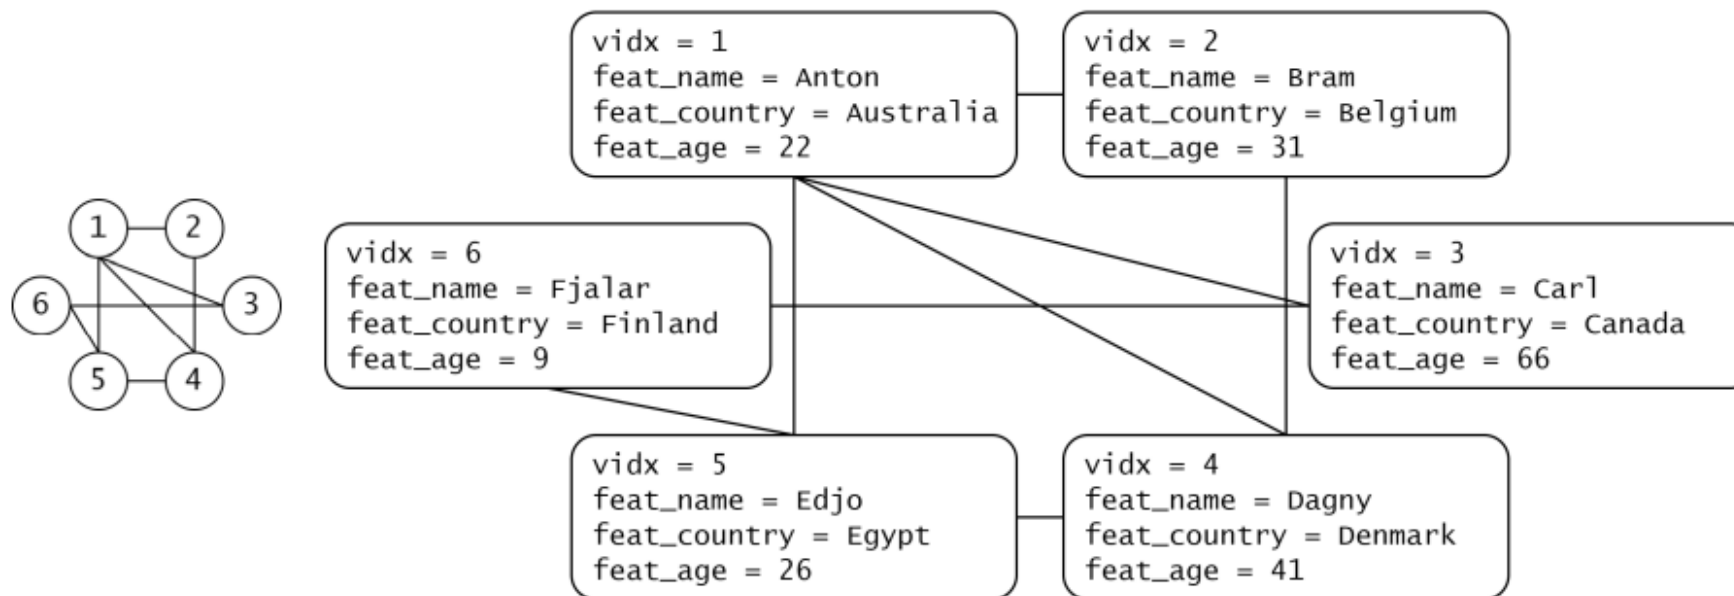 1
2
6
3
5
4
vidx = 1
feat_name = Anton
feat_country = Australia
feat_age = 22
vidx = 2
feat_name = Bram
feat_country = Belgium
feat_age = 31
vidx = 6
feat_name = Fjalar
feat_country = Finland
feat_age = 9
vidx = 3
feat_name = Carl
feat_country = Canada
feat_age = 66
vidx = 5
feat_name = Edjo
feat_country = Egypt
feat_age = 26
vidx = 4
feat_name = Dagny
feat_country = Denmark
feat_age = 41